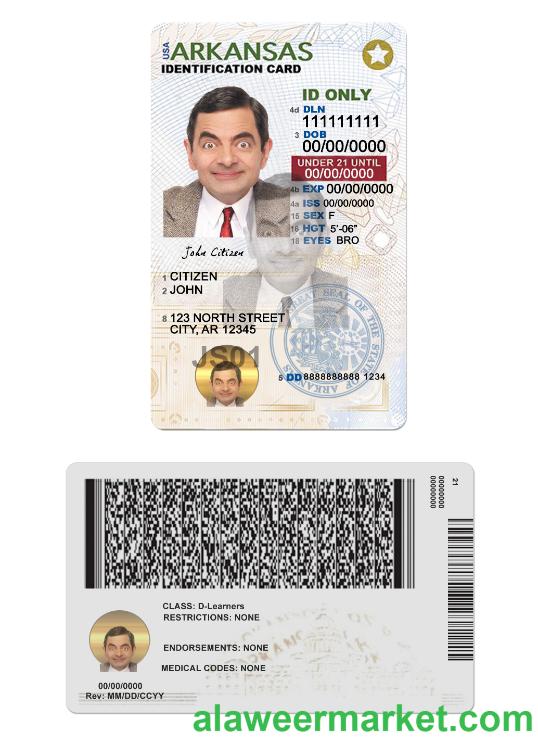 USA ARKANSAS
IDENTIFICATION CARD
ID ONLY
4d DLN
111111111
3 DOB
00/00/0000
UNDER 21 UNTIL
00/00/0000
4b EXP 00/00/0000
4a ISS 00/00/0000
15 SEX F
16 HGT 5'-06"
18 EYES BRO
John Citizen
1 CITIZEN
2 JOHN
8 123 NORTH STREET
CITY, AR 12345
GREAT SEAL OF THE STATE OF ARKANSAS
JS01
5 DD 8888888888 1234
21
00000000
00000000
CLASS: D-Learners
RESTRICTIONS: NONE
ENDORSEMENTS: NONE
MEDICAL CODES: NONE
00/00/0000
Rev: MM/DD/CCYY
alaweermarket.com